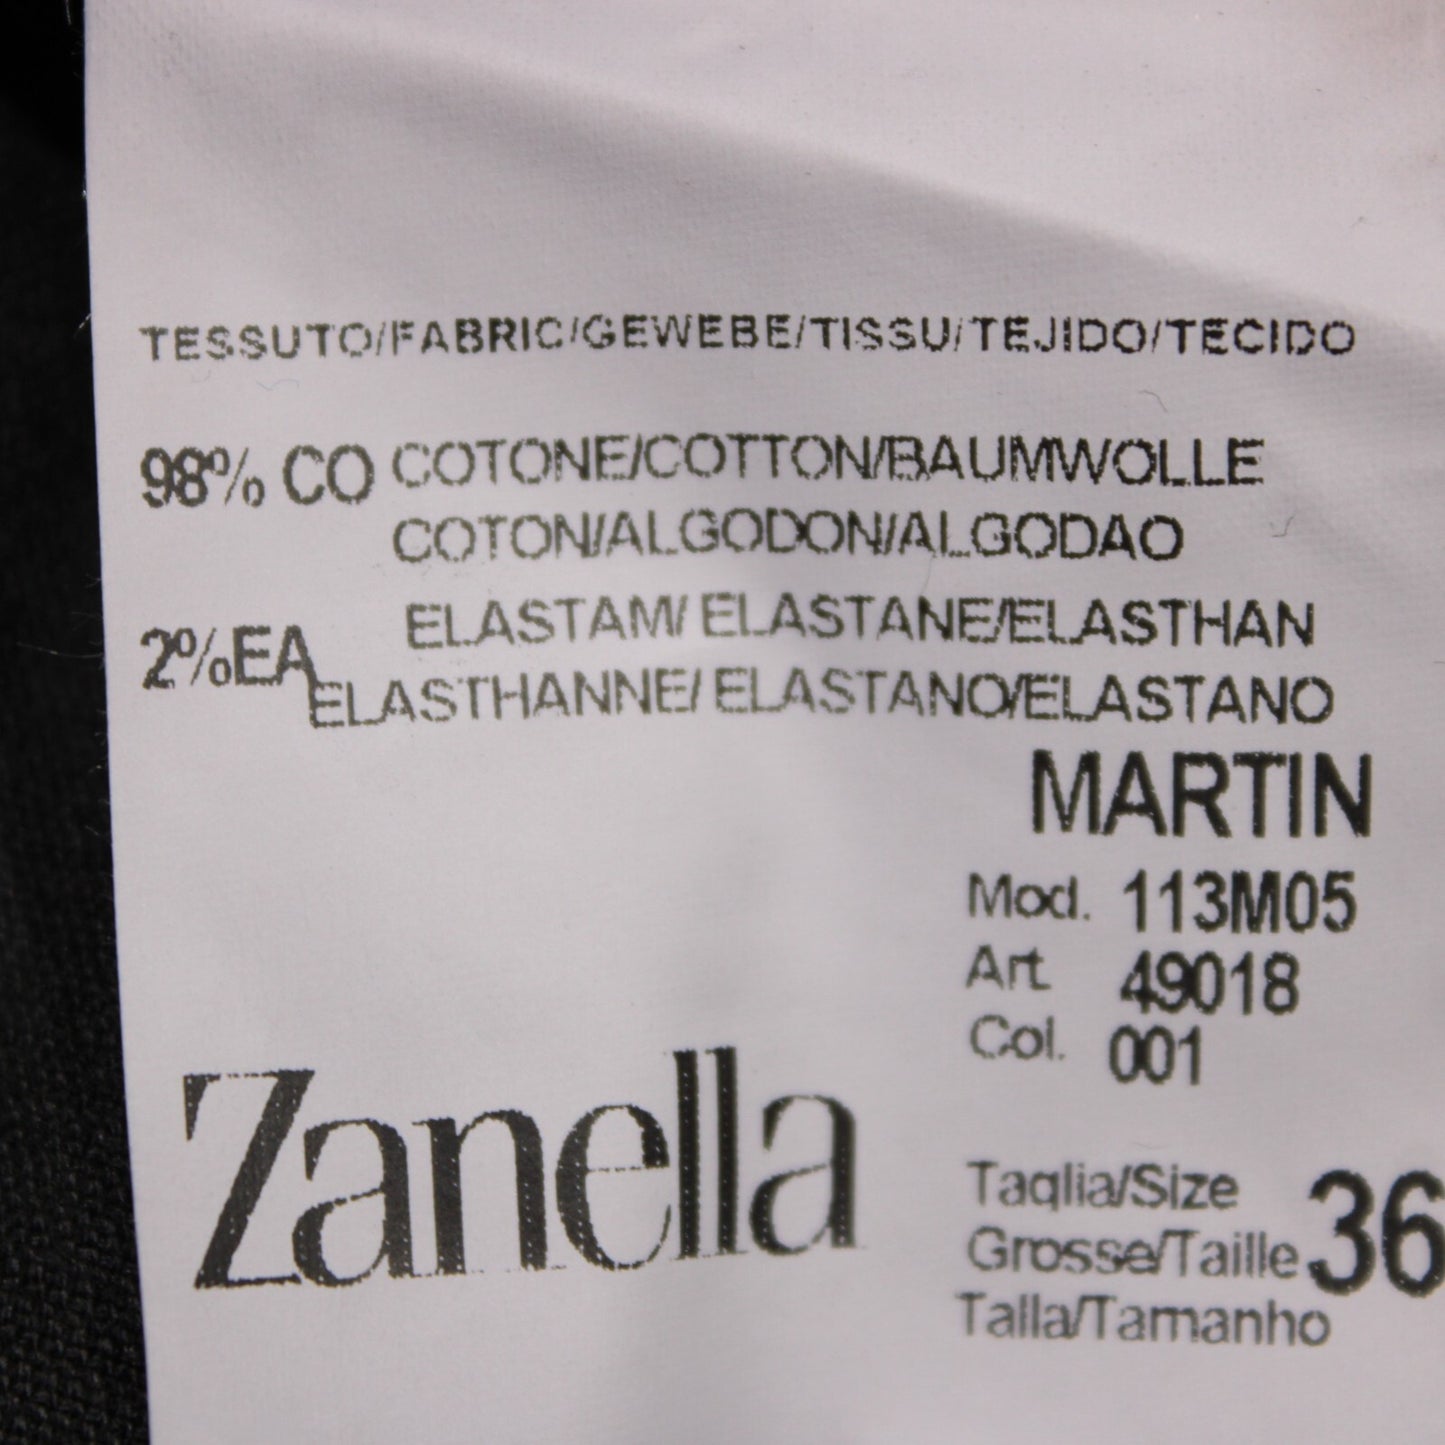 TESSUTO/FABRIC/GEWEBE/TISSU/TEJIDO/TECIDO
98% CO COTONE/COTTON/BAUMWOLLE
COTON/ALGODON/ALGODAO
2%EA ELASTAM/ ELASTANE/ELASTHAN
ELASTHANNE/ ELASTANO/ELASTANO
MARTIN
Mod. 113M05
Art. 49018
Col. 001
Zanella
Taglia/Size
Grosse/Taille 36
Talla/Tamanho